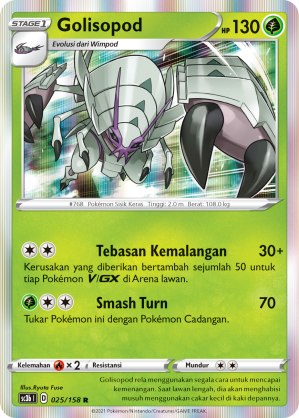 STAGE 1 Golisopod HP 130
Evolusi dari Wimpod
#768 Pokémon Sisik Keras. Tinggi: 2.0 m Berat: 108.0 kg
Tebasan Kemalangan 30+
Kerusakan yang diberikan bertambah sejumlah 50 untuk
tiap Pokémon V/GX di Arena lawan.
Smash Turn 70
Tukar Pokémon ini dengan Pokémon Cadangan.
Kelemahan × 2 Resistansi Mundur
Illus. Ryota Fuse
sc3b I D 025/158 R
Golisopod rela menggunakan segala cara untuk mencapai
kemenangan. Saat lawan lengah, dia akan menghabisi
musuh dengan menggunakan cakar kecil di kaki depannya.
©2021 Pokémon/Nintendo/Creatures/GAME FREAK.